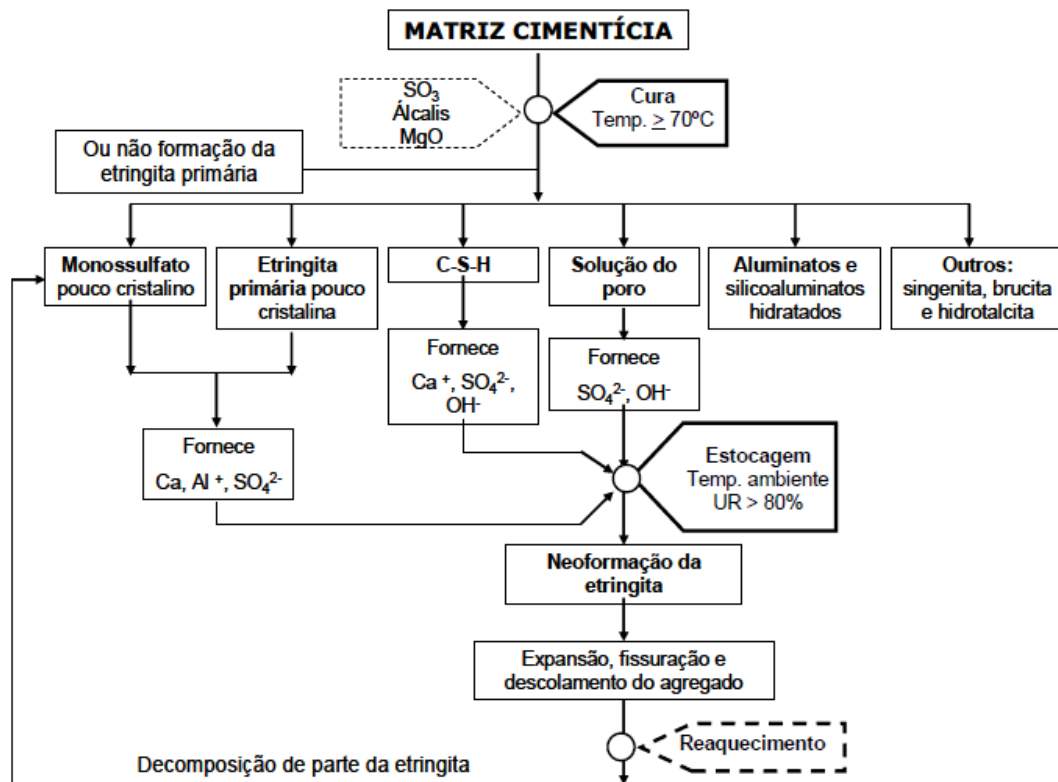 MATRIZ CIMENTÍCIA
SO₃
Álcalis
MgO
Cura
Temp. ≥ 70ºC
Ou não formação da
etringita primária
Monossulfato
pouco cristalino
Etringita
primária pouco
cristalina
C-S-H
Solução do
poro
Aluminatos e
silicoaluminatos
hidratados
Outros:
singenita, brucita
e hidrotalcita
Fornece
Ca ⁺, SO₄²⁻,
OH⁻
Fornece
SO₄²⁻, OH⁻
Fornece
Ca, Al ⁺, SO₄²⁻
Estocagem
Temp. ambiente
UR > 80%
Neoformação da
etringita
Expansão, fissuração e
descolamento do agregado
Reaquecimento
Decomposição de parte da etringita